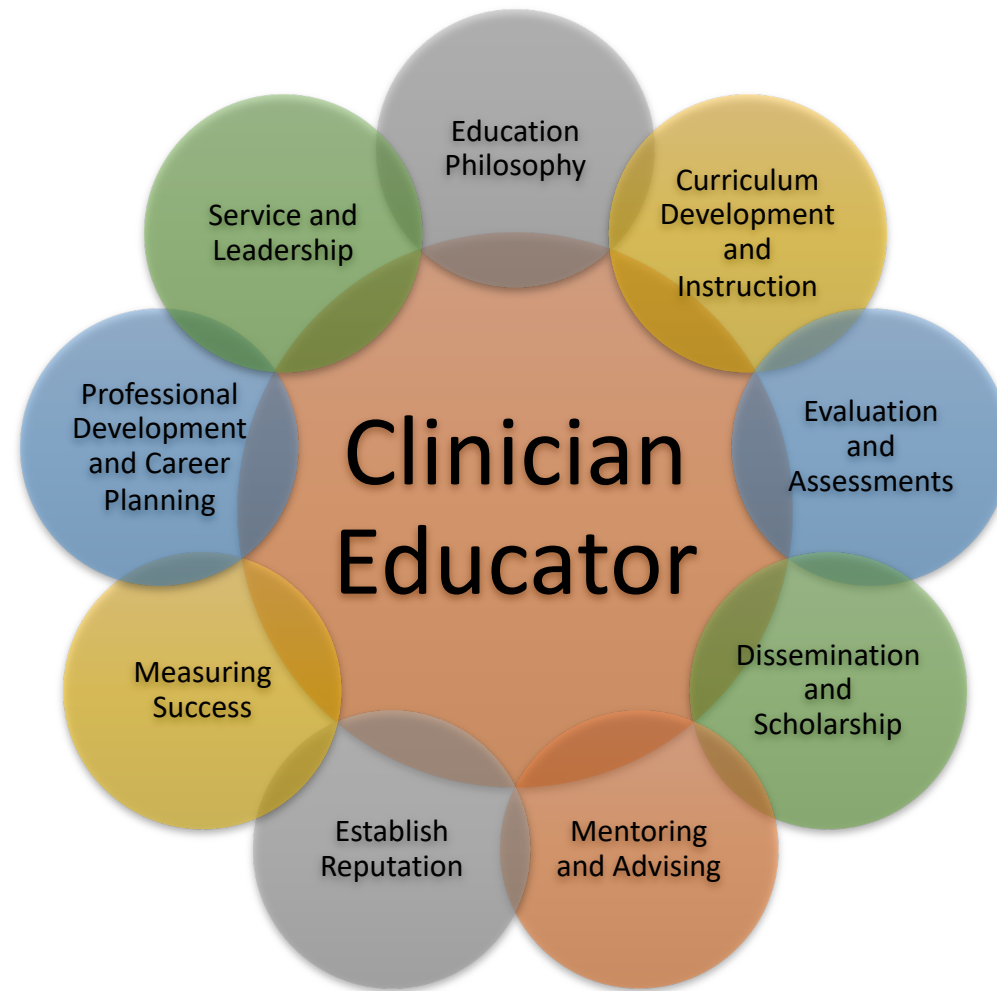 Education
Philosophy
Curriculum
Development
and
Instruction
Evaluation
and
Assessments
Dissemination
and
Scholarship
Mentoring
and Advising
Establish
Reputation
Measuring
Success
Professional
Development
and Career
Planning
Service and
Leadership
Clinician
Educator